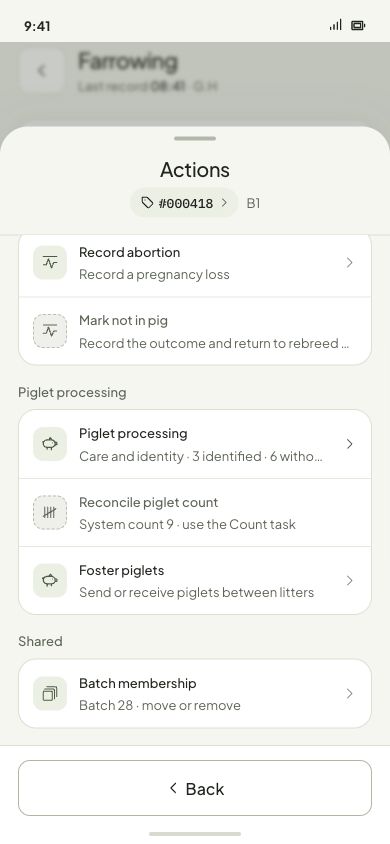 9:41
Farrowing
Last record 08:41 · G.H
Actions
#000418
B1
Record abortion
Record a pregnancy loss
Mark not in pig
Record the outcome and return to rebreed ...
Piglet processing
Piglet processing
Care and identity · 3 identified · 6 witho...
Reconcile piglet count
System count 9 · use the Count task
Foster piglets
Send or receive piglets between litters
Shared
Batch membership
Batch 28 · move or remove
Back